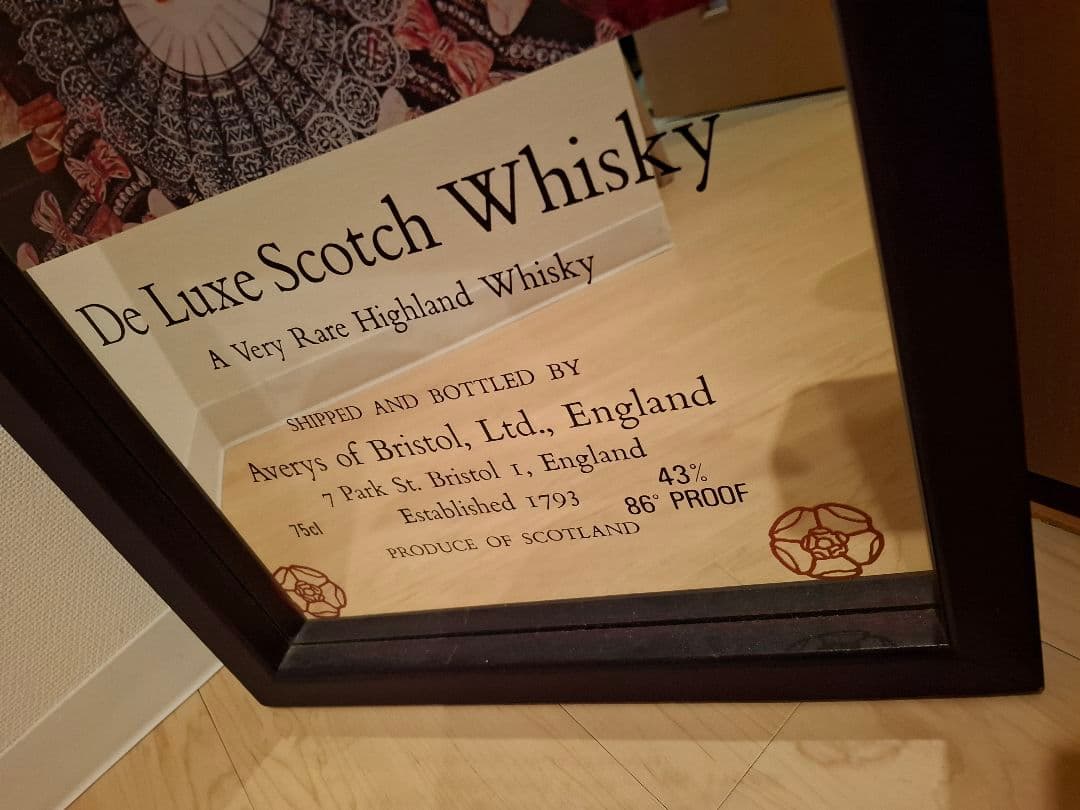 De Luxe Scotch Whisky
A Very Rare Highland Whisky
SHIPPED AND BOTTLED BY
Averys of Bristol, Ltd., England
7 Park St. Bristol 1, England
75cl Established 1793 43%
86° PROOF
PRODUCE OF SCOTLAND